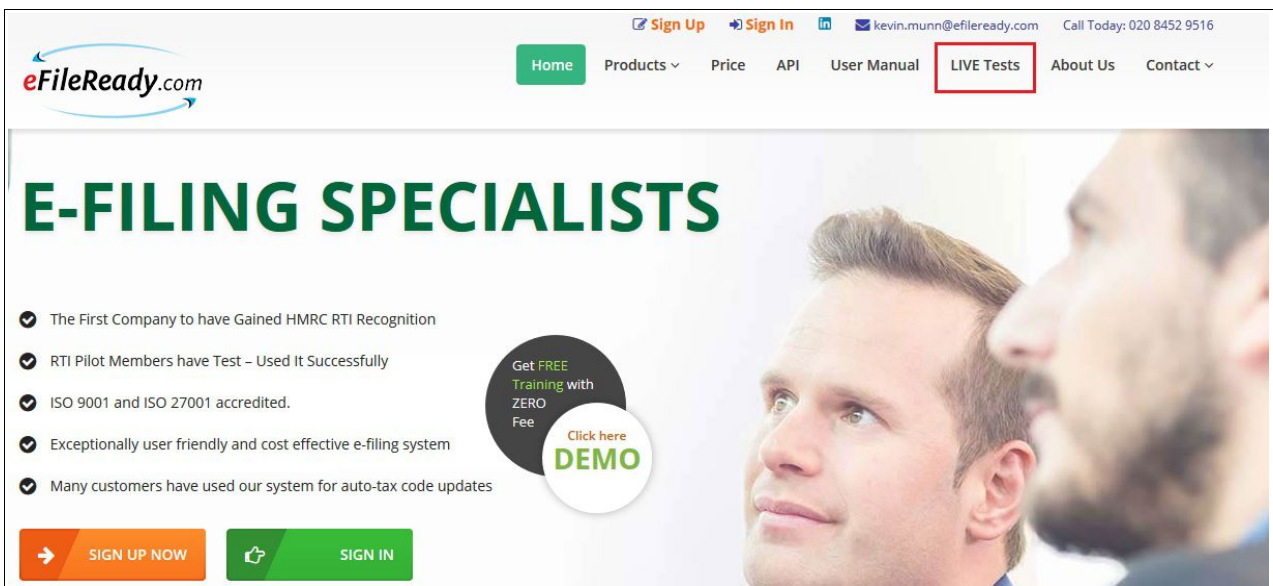 Sign Up Sign In in kevin.munn@efileready.com Call Today: 020 8452 9516
eFileReady.com
Home Products Price API User Manual LIVE Tests About Us Contact
E-FILING SPECIALISTS
The First Company to have Gained HMRC RTI Recognition
RTI Pilot Members have Test – Used It Successfully
ISO 9001 and ISO 27001 accredited.
Exceptionally user friendly and cost effective e-filing system
Many customers have used our system for auto-tax code updates
Get FREE
Training with
ZERO
Fee
Click here
DEMO
SIGN UP NOW
SIGN IN